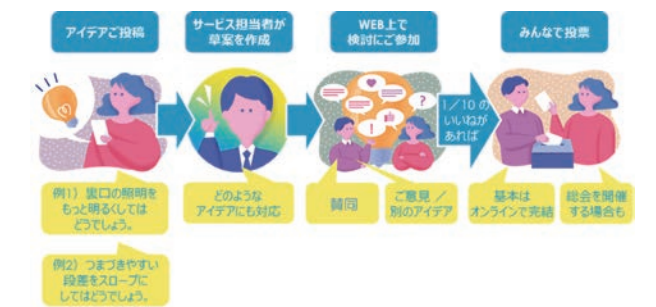 アイデアご投稿
サービス担当者が
草案を作成
WEB上で
検討にご参加
みんなで投票
1／10の
いいねが
あれば
?
!
例1）裏口の照明を
もっと明るくしては
どうでしょう。
どのような
アイデアにも対応
賛同
ご意見／
別のアイデア
基本は
オンラインで完結
総会を開催
する場合も
例2）つまづきやすい
段差をスロープに
してはどうでしょう。